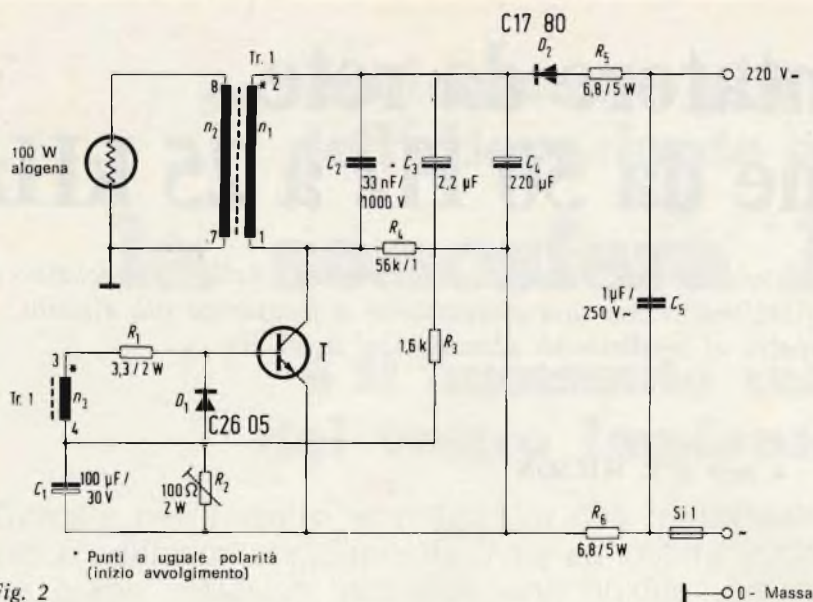 C17 80
Tr. 1
D2
R5
220 V ~
8
* 2
6,8/5 W
n2
n1
100 W
alogena
C2
33 nF/
1000 V
C3
2,2 µF
C4
220 µF
7
1
R4
56k/1
1µF/
250 V~
C5
R1
3,3/2 W
T
1,6 k
R3
3
*
Tr. 1
n3
4
D1
C26 05
C1
100 µF/
30 V
100Ω
2 W
R2
R6
6,8/5W
Si 1
~
* Punti a uguale polarità
(inizio avvolgimento)
Fig. 2
0 - Massa